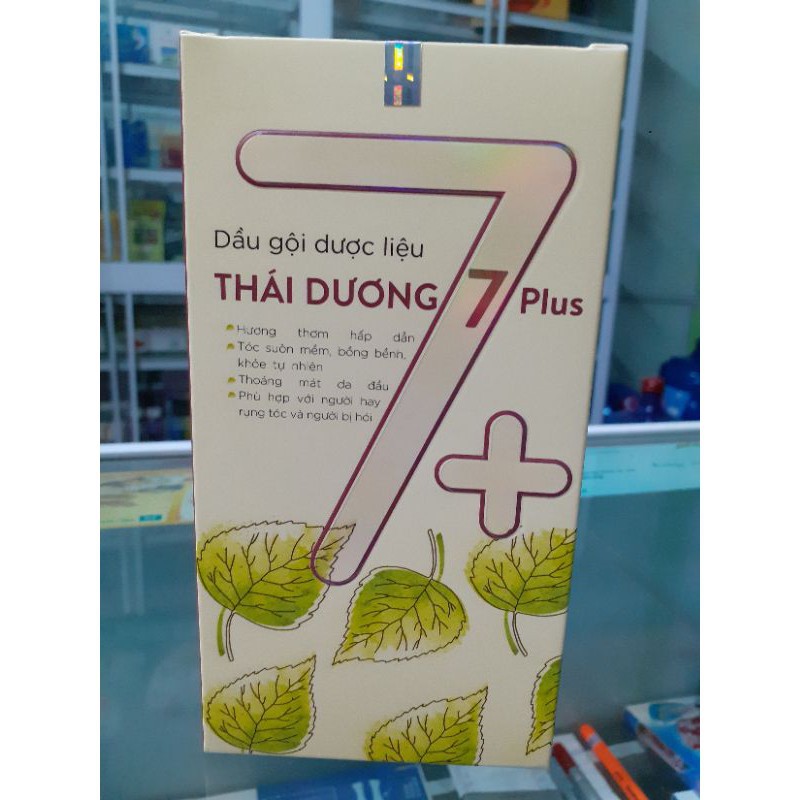 Dầu gội dược liệu
THÁI DƯƠNG 7 Plus
Hương thơm hấp dẫn
Tóc suôn mềm, bồng bềnh,
khỏe tự nhiên
Thoáng mát da đầu
Phù hợp với người hay
rụng tóc và người bị hói
7+